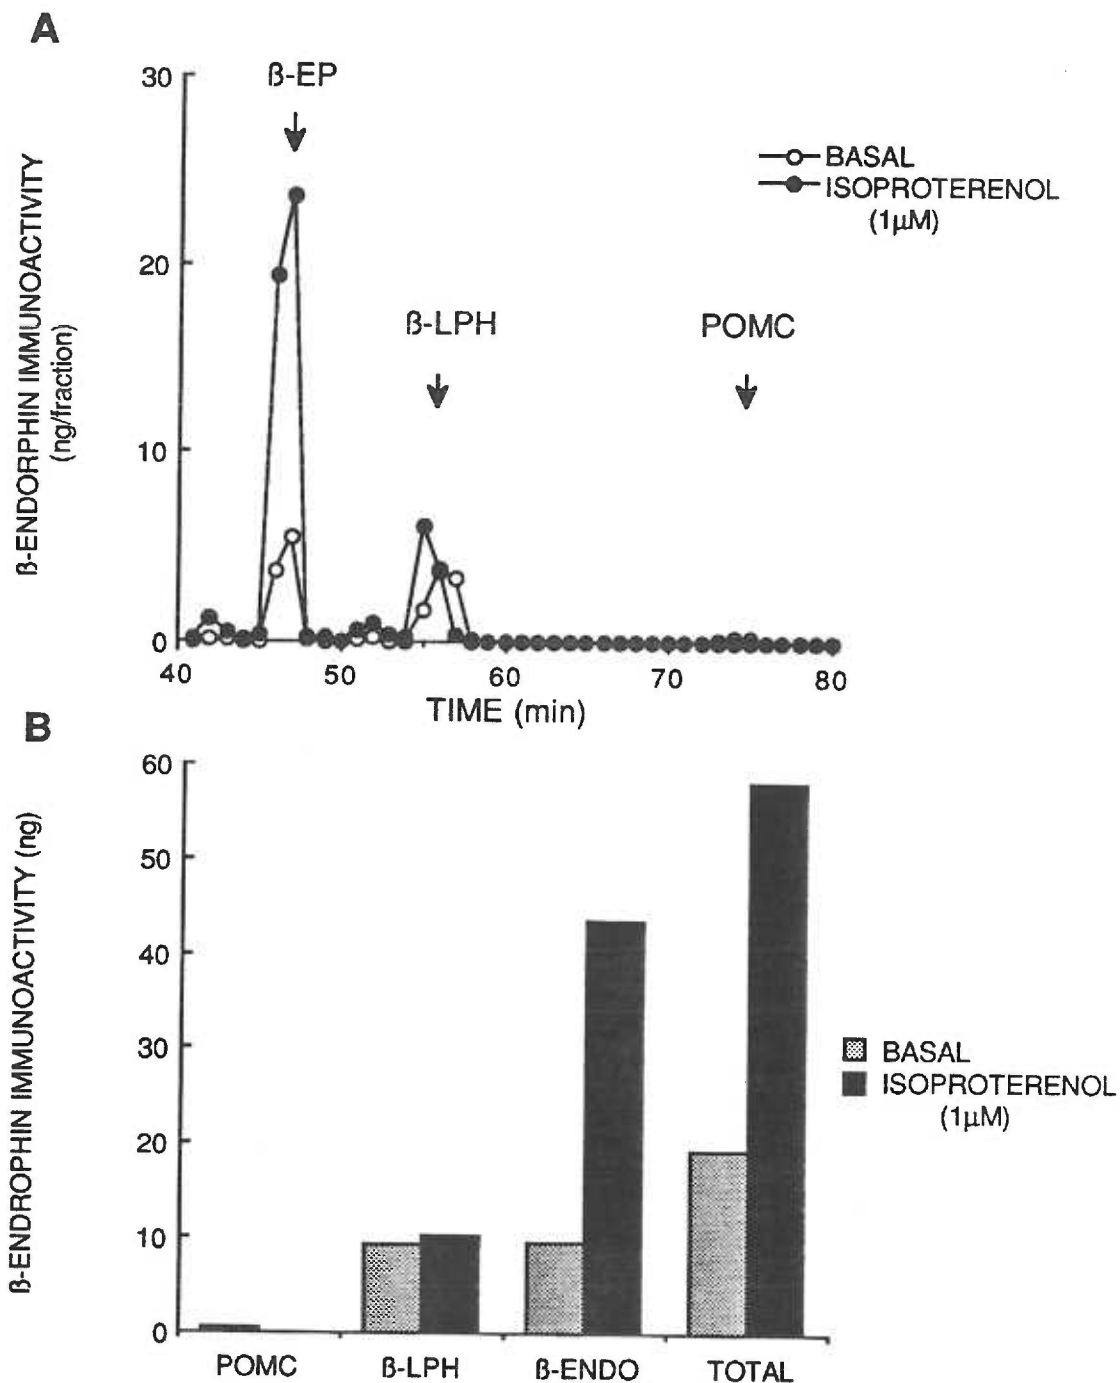 A
30
20
10
0
ß-ENDORPHIN IMMUNOACTIVITY
(ng/fraction)
ß-EP
BASAL
ISOPROTERENOL
(1µM)
ß-LPH
POMC
40 50 60 70 80
TIME (min)
B
60
50
40
30
20
10
0
ß-ENDROPHIN IMMUNOACTIVITY (ng)
BASAL
ISOPROTERENOL
(1µM)
POMC ß-LPH ß-ENDO TOTAL